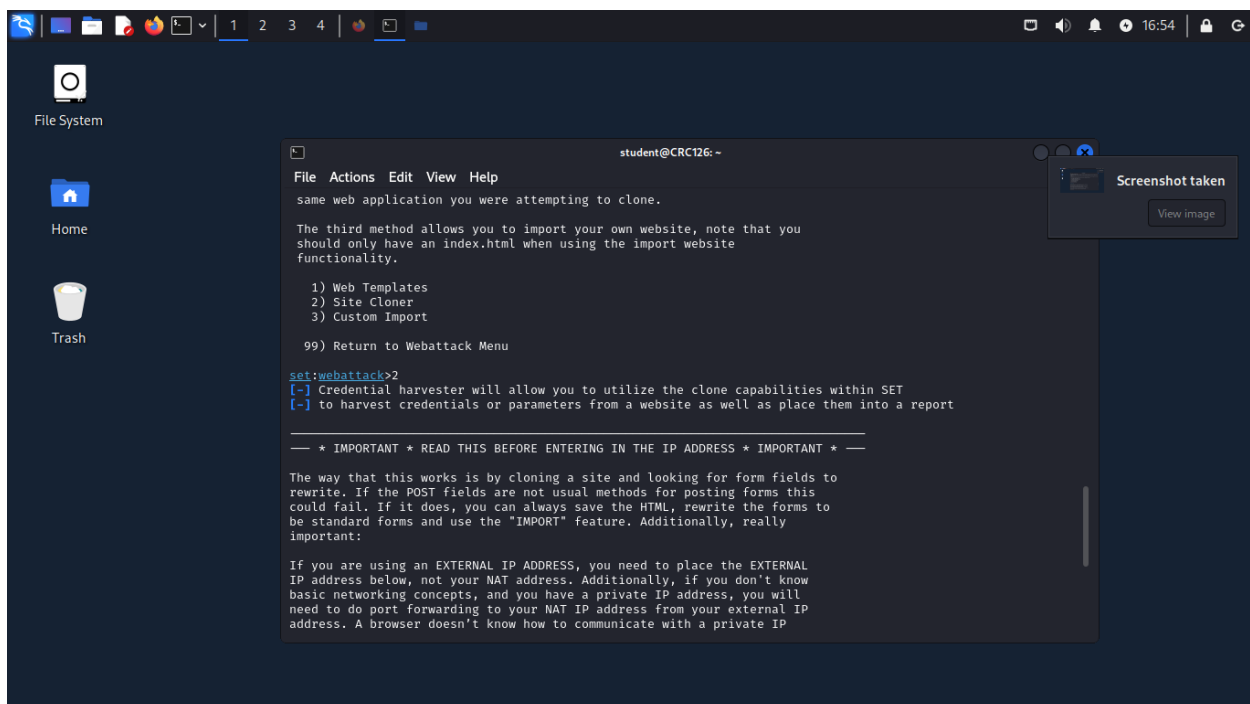 1 2 3 4
16:54
File System
student@CRC126: ~
File Actions Edit View Help
Screenshot taken
View image
Home
Trash
same web application you were attempting to clone.
The third method allows you to import your own website, note that you
should only have an index.html when using the import website
functionality.
1) Web Templates
2) Site Cloner
3) Custom Import
99) Return to Webattack Menu
set:webattack>2
[-] Credential harvester will allow you to utilize the clone capabilities within SET
[-] to harvest credentials or parameters from a website as well as place them into a report
--- * IMPORTANT * READ THIS BEFORE ENTERING IN THE IP ADDRESS * IMPORTANT * ---
The way that this works is by cloning a site and looking for form fields to
rewrite. If the POST fields are not usual methods for posting forms this
could fail. If it does, you can always save the HTML, rewrite the forms to
be standard forms and use the "IMPORT" feature. Additionally, really
important:
If you are using an EXTERNAL IP ADDRESS, you need to place the EXTERNAL
IP address below, not your NAT address. Additionally, if you don't know
basic networking concepts, and you have a private IP address, you will
need to do port forwarding to your NAT IP address from your external IP
address. A browser doesn't know how to communicate with a private IP